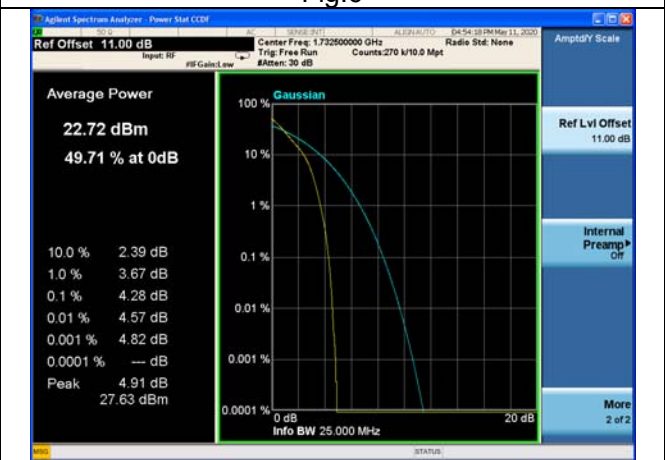 Agilent Spectrum Analyzer - Power Stat CCDF
50 Ω AC SENSE:INT ALIGN AUTO 04:54:18 PM May 11, 2020
Ref Offset 11.00 dB Center Freq: 1.732500000 GHz Radio Std: None
Input: RF Trig: Free Run Counts:270 k/10.0 Mpt
#IFGain:Low #Atten: 30 dB
Amptd/Y Scale
Average Power
22.72 dBm
49.71 % at 0dB
10.0 % 2.39 dB
1.0 % 3.67 dB
0.1 % 4.28 dB
0.01 % 4.57 dB
0.001 % 4.82 dB
0.0001 % --- dB
Peak 4.91 dB
27.63 dBm
Gaussian
100 %
10 %
1 %
0.1 %
0.01 %
0.001 %
0.0001 %
0 dB 20 dB
Info BW 25.000 MHz
Ref Lvl Offset
11.00 dB
Internal
Preamp
Off
More
2 of 2
MSG STATUS